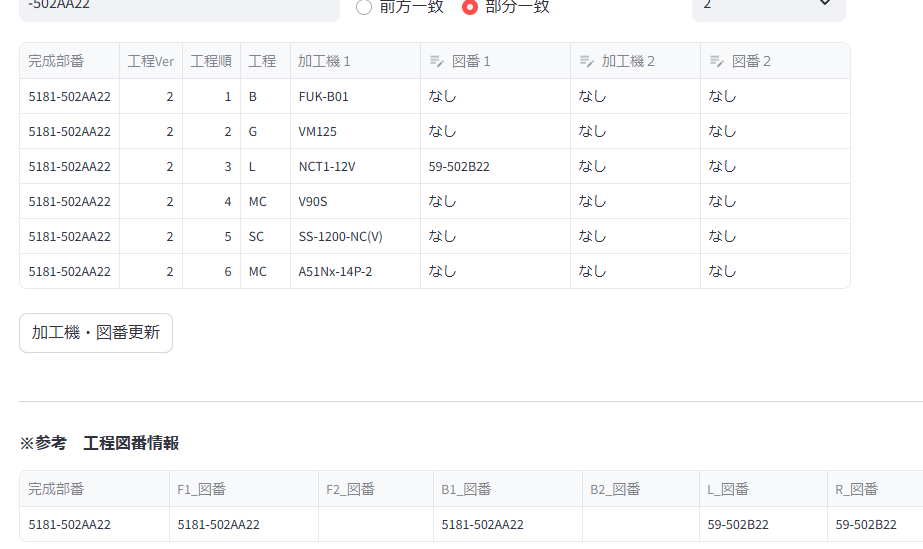 -502AA22 前方一致 部分一致 2
完成部番 工程Ver 工程順 工程 加工機１ 図番１ 加工機２ 図番２
5181-502AA22 2 1 B FUK-B01 なし なし なし
5181-502AA22 2 2 G VM125 なし なし なし
5181-502AA22 2 3 L NCT1-12V 59-502B22 なし なし
5181-502AA22 2 4 MC V90S なし なし なし
5181-502AA22 2 5 SC SS-1200-NC(V) なし なし なし
5181-502AA22 2 6 MC A51Nx-14P-2 なし なし なし
加工機・図番更新
※参考　工程図番情報
完成部番 F1_図番 F2_図番 B1_図番 B2_図番 L_図番 R_図番
5181-502AA22 5181-502AA22 5181-502AA22 59-502B22 59-502B22